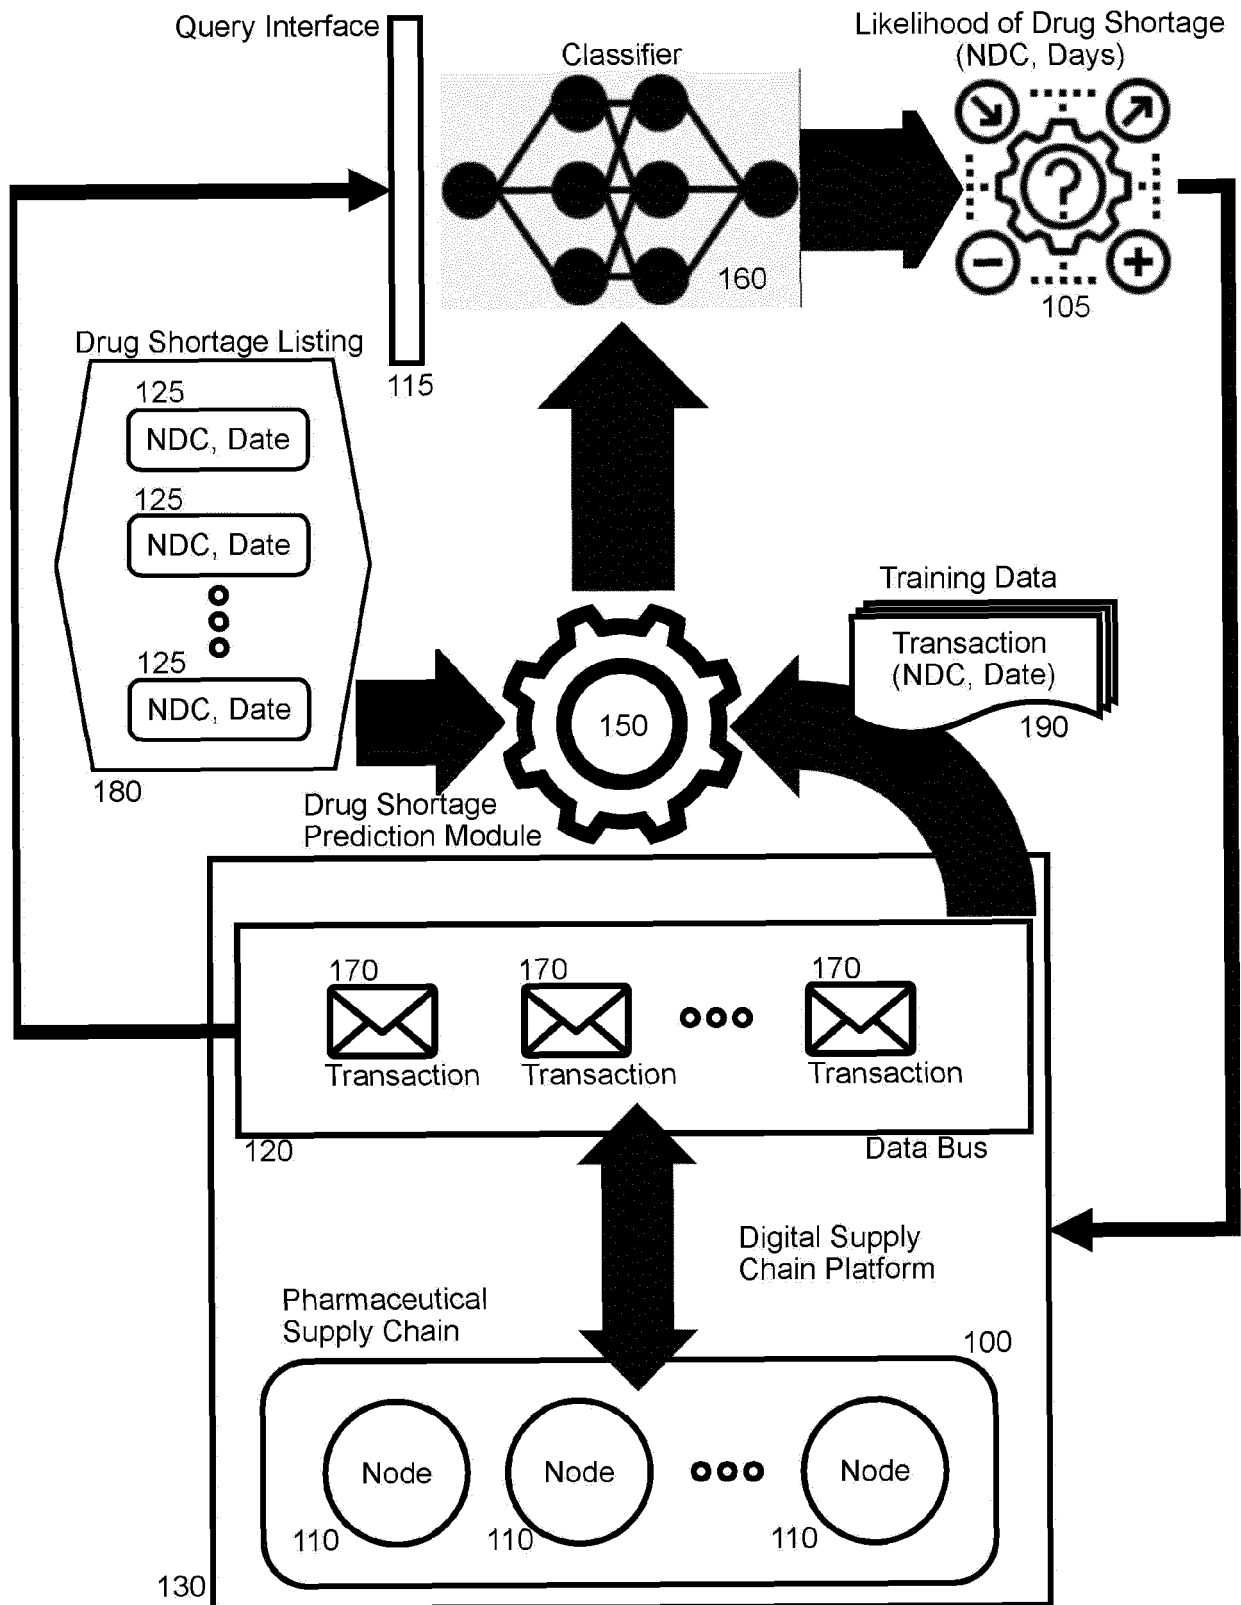 Query Interface
Classifier
Likelihood of Drug Shortage
(NDC, Days)
160
105
115
Drug Shortage Listing
125
NDC, Date
125
NDC, Date
125
NDC, Date
180
Training Data
Transaction
(NDC, Date)
190
150
Drug Shortage
Prediction Module
170
170
170
Transaction
Transaction
Transaction
120
Data Bus
Digital Supply
Chain Platform
Pharmaceutical
Supply Chain
100
Node
Node
Node
110
110
110
130